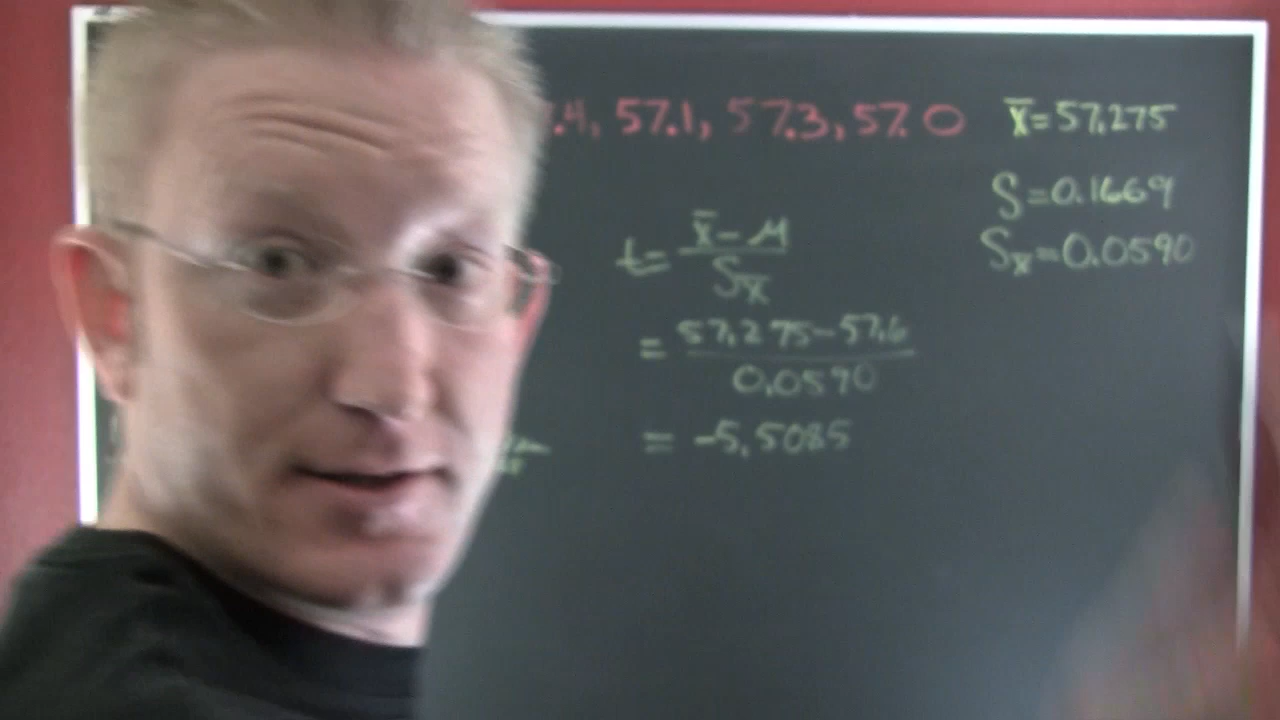 .4, 57.1, 57.3, 57.0
x̄=57.275
S=0.1669
Sx̄=0.0590
t= x̄-μ
Sx̄
= 57.275-57.6
0.0590
= -5.5085